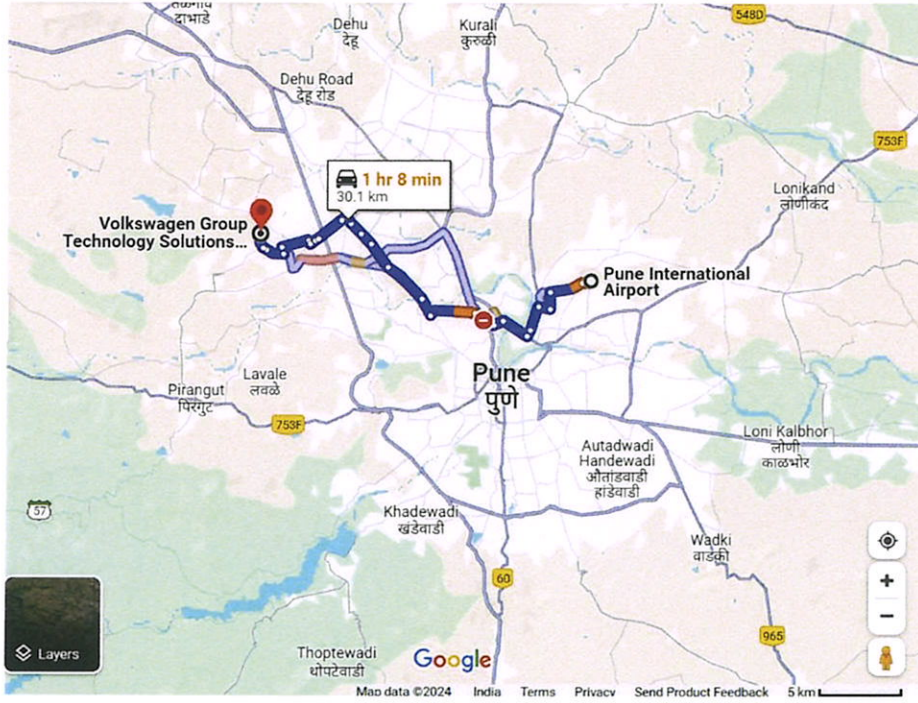 तळेगांव
दाभाडे
Dehu
देहू
Kurali
कुरुळी
548D
Dehu Road
देहू रोड
753F
1 hr 8 min
30.1 km
Lonikand
लोणीकंद
Volkswagen Group
Technology Solutions...
Pune International
Airport
Pune
पुणे
Pirangut
पिरंगुट
Lavale
लवळे
753F
Loni Kalbhor
लोणी
काळभोर
Autadwadi
Handewadi
औतांडवाडी
हांडेवाडी
57
Khadewadi
खंडेवाडी
Wadki
वाडकी
60
965
Layers
Thoptewadi
थोपटेवाडी
Google
Map data ©2024 India Terms Privacy Send Product Feedback 5 km